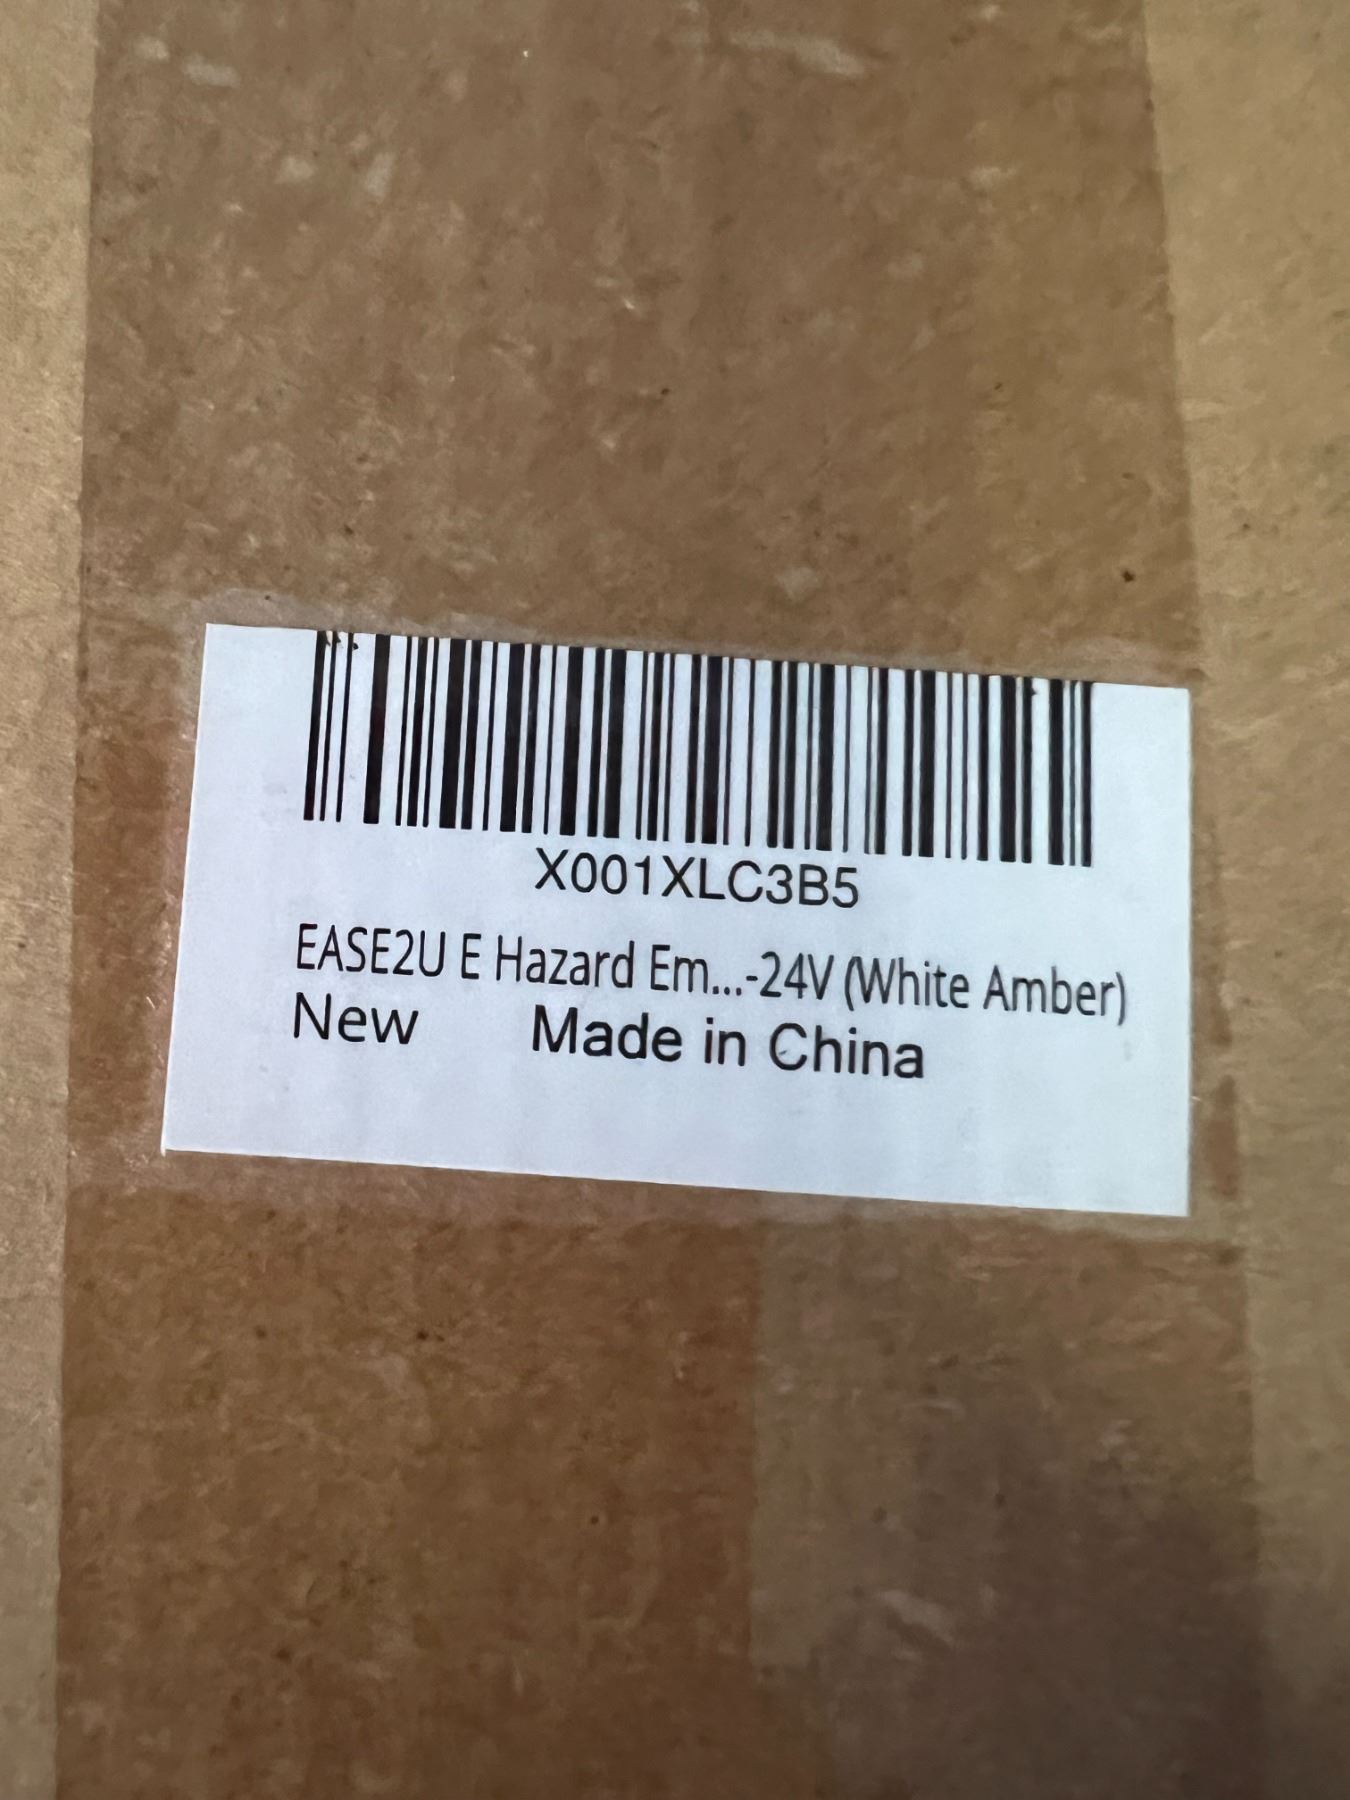 X001XLC3B5
EASE2U E Hazard Em...-24V (White Amber)
New Made in China